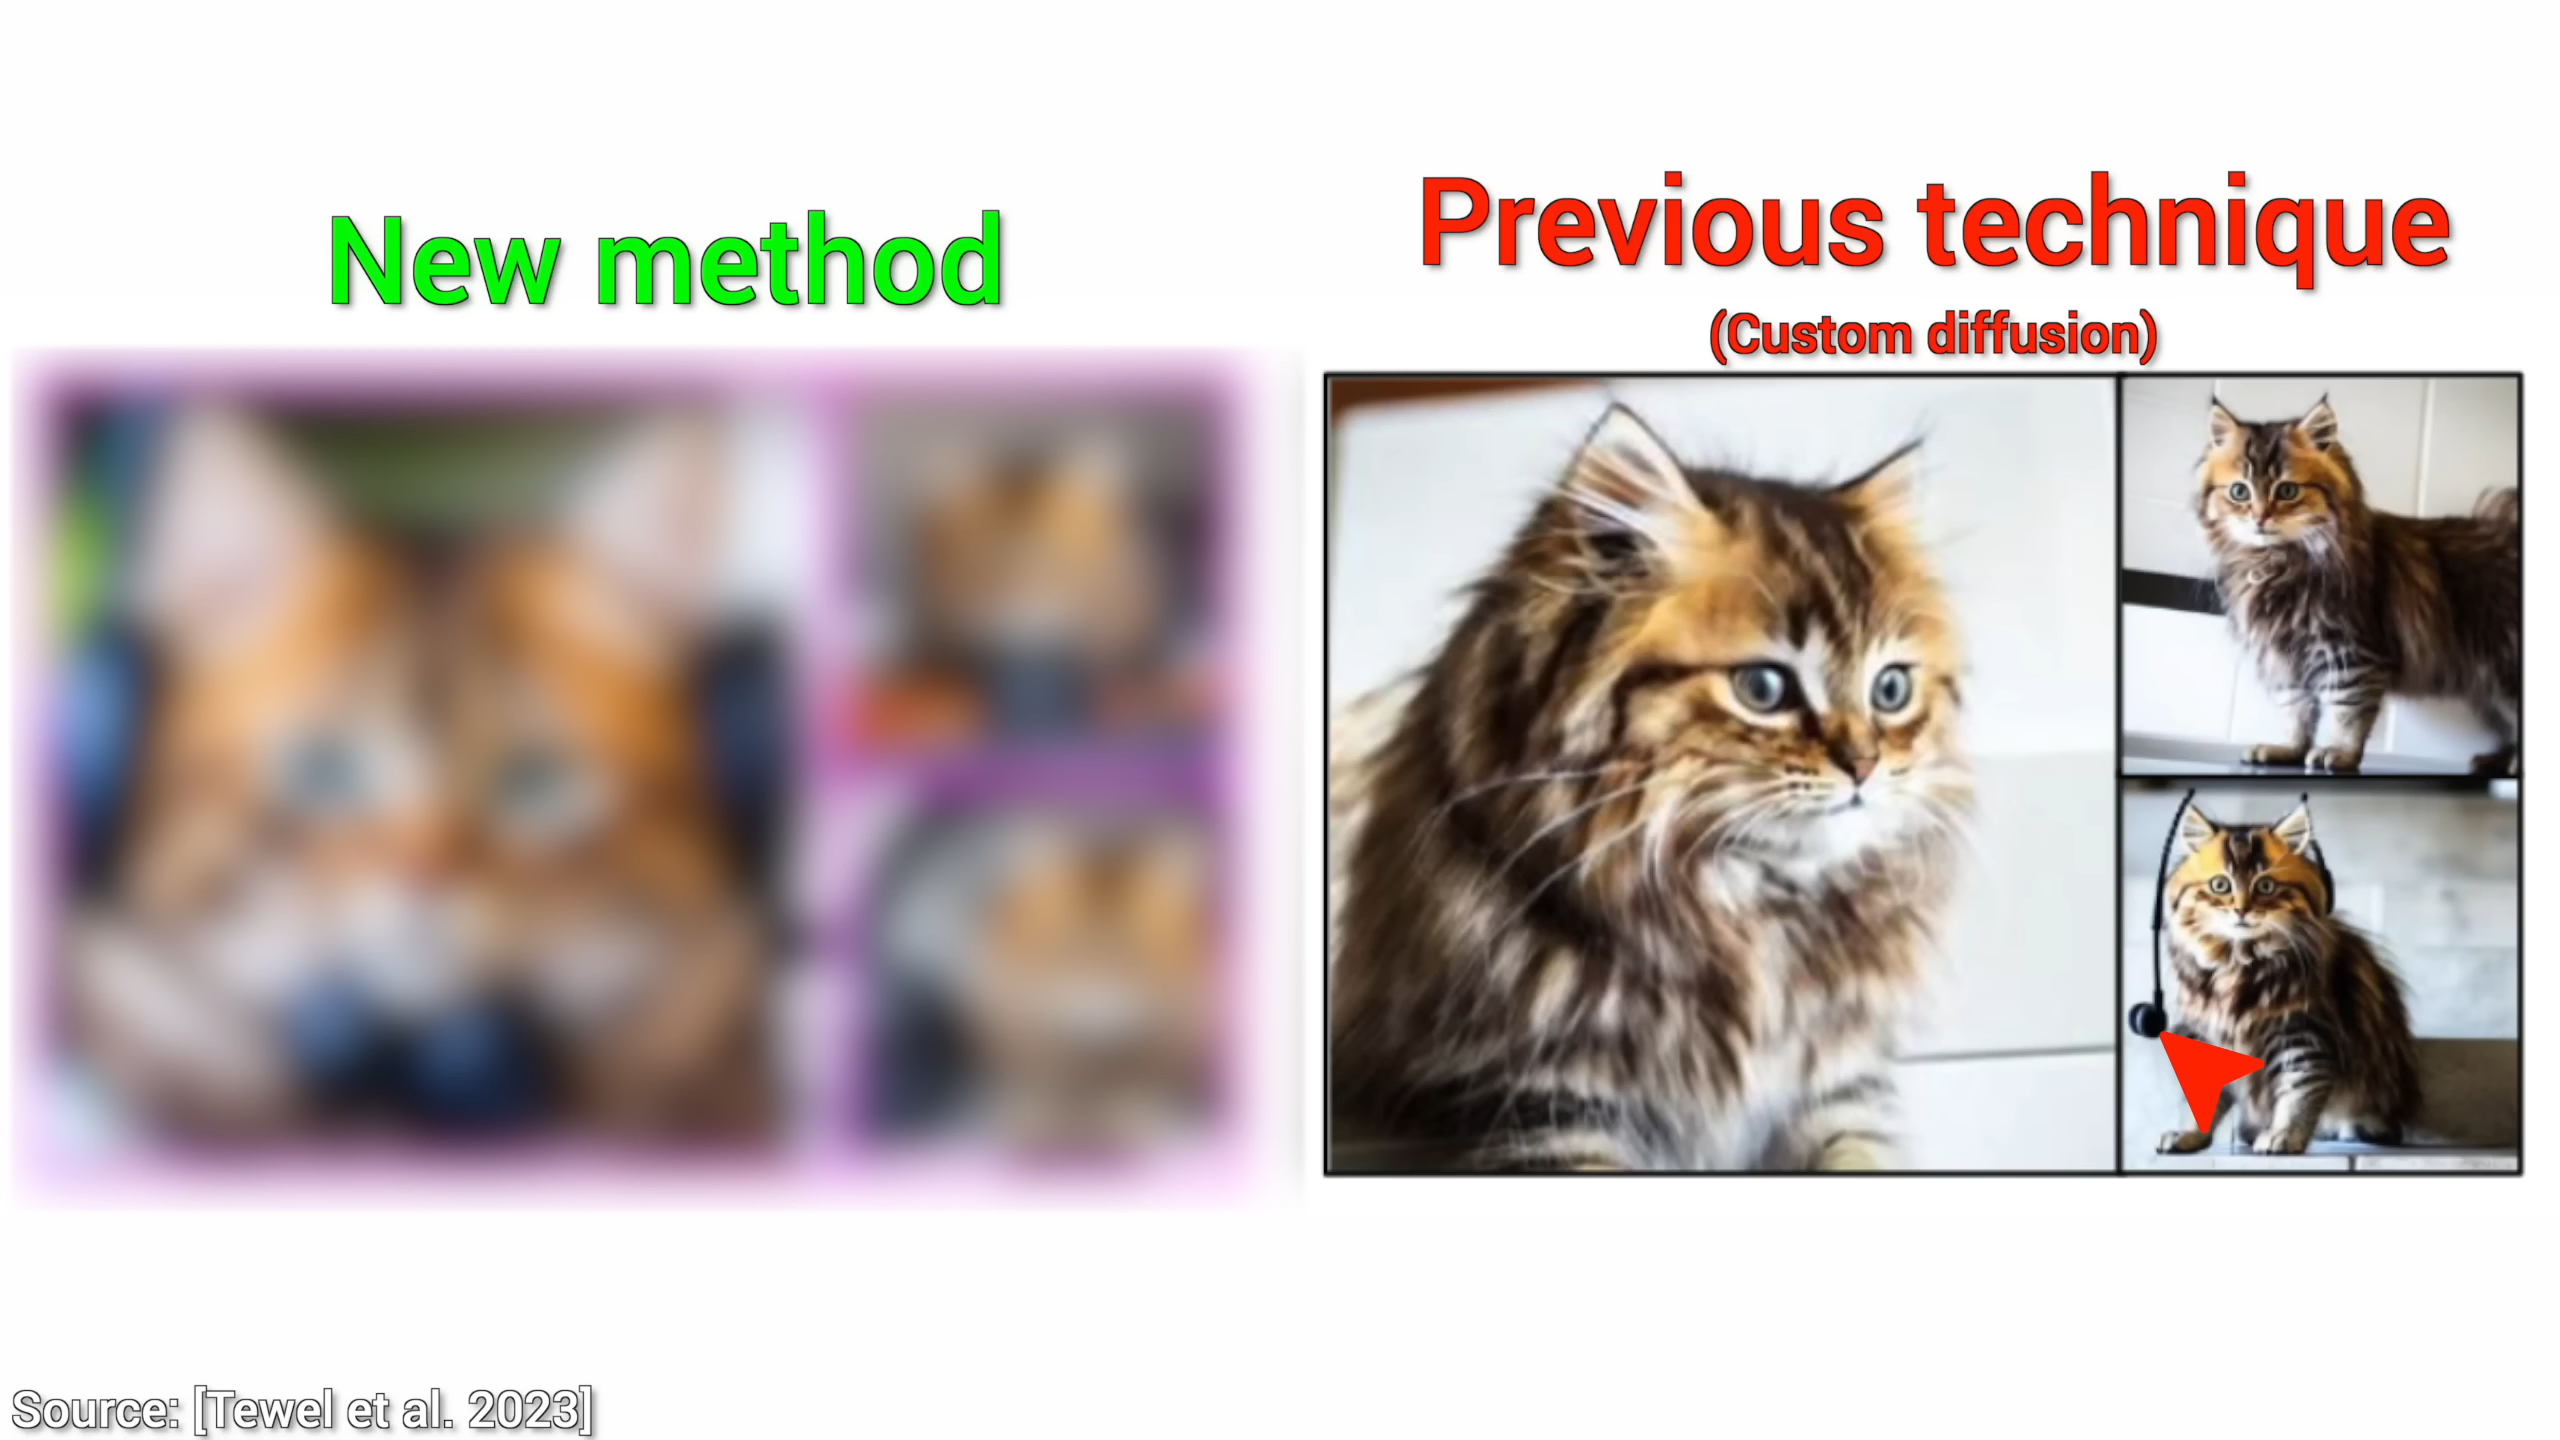 New method
Previous technique
(Custom diffusion)
Source: [Tewel et al. 2023]